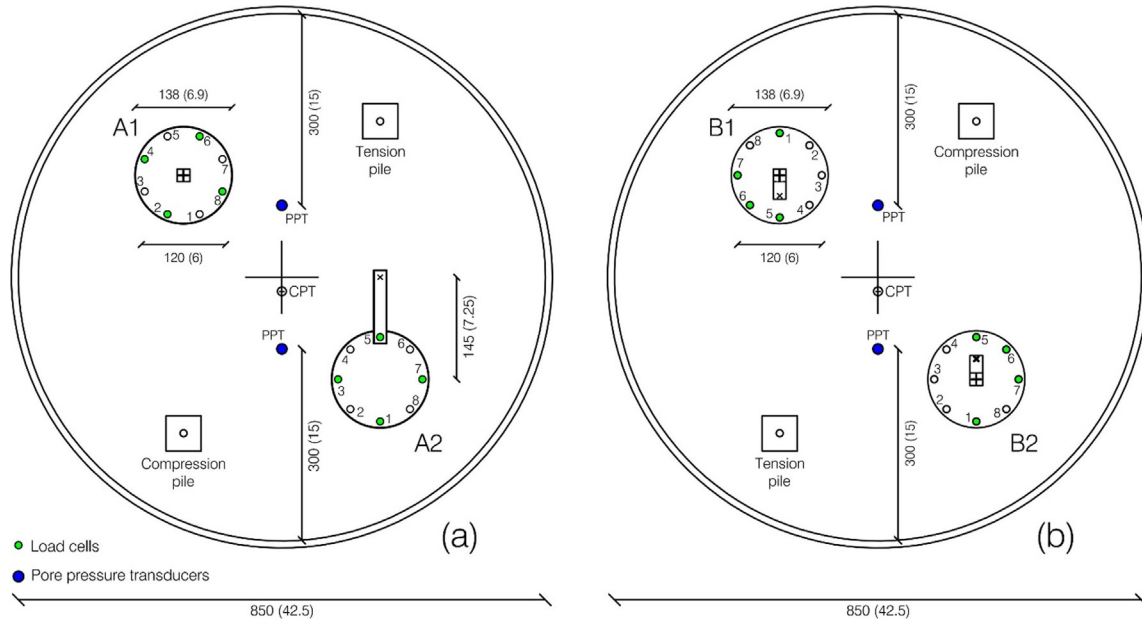 138 (6.9)
A1
5
6
4
7
3
8
2
1
120 (6)
300 (15)
Tension
pile
PPT
CPT
PPT
145 (7.25)
5
6
4
7
3
8
2
1
A2
300 (15)
Compression
pile
(a)
Load cells
Pore pressure transducers
850 (42.5)
138 (6.9)
B1
8
1
2
7
3
6
5
4
120 (6)
300 (15)
Compression
pile
PPT
CPT
PPT
4
5
6
3
7
2
8
1
B2
300 (15)
Tension
pile
(b)
850 (42.5)